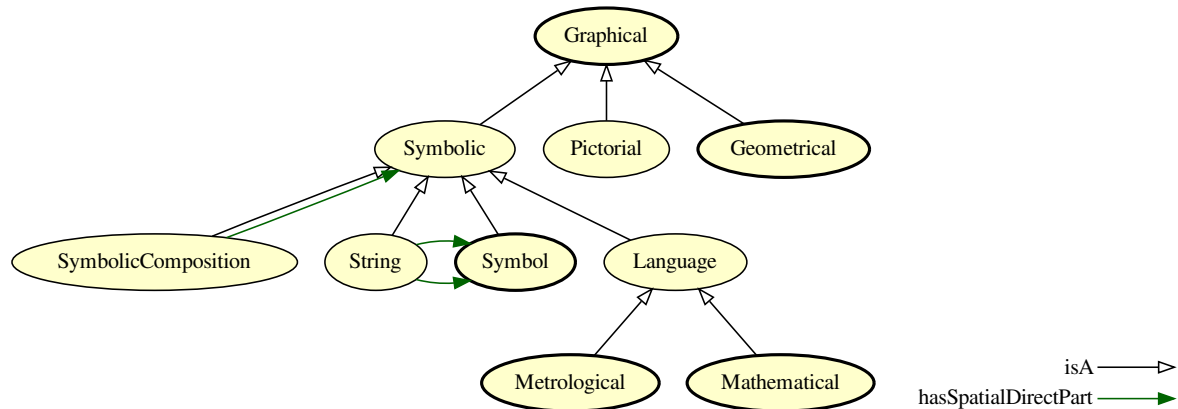 Graphical
Symbolic Pictorial Geometrical
SymbolicComposition String Symbol Language
Metrological Mathematical
isA
hasSpatialDirectPart